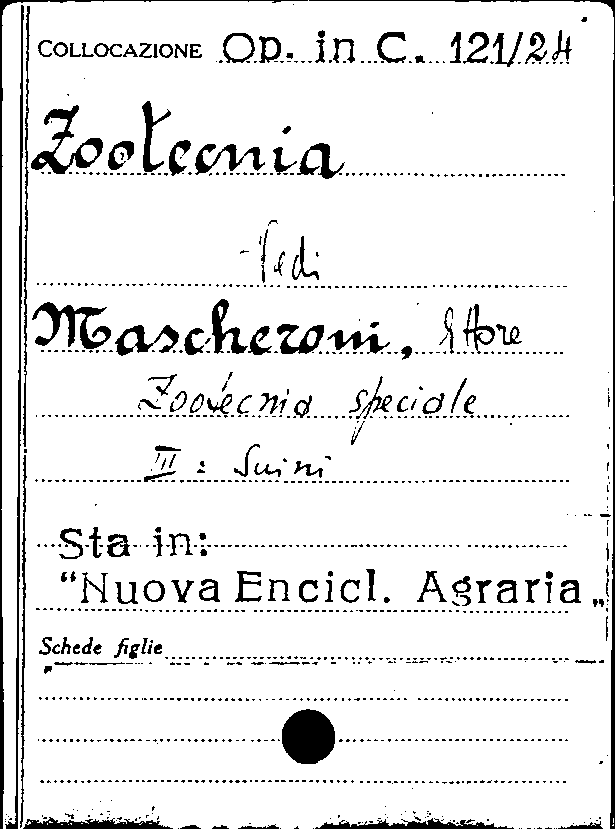 COLLOCAZIONE Op. in C. 121/24
Zootecnia
Vedi
Mascheroni, Ettore
Zootecnia speciale
III: Suini
Sta in:
"Nuova Encicl. Agraria„
Schede figlie